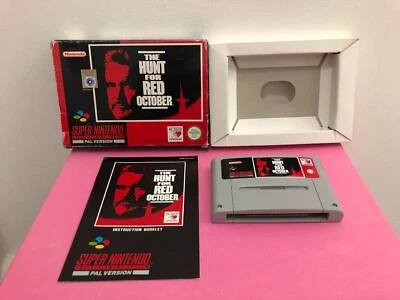 Nintendo
THE
HUNT
FOR
RED
OCTOBER
SUPER NINTENDO
ENTERTAINMENT SYSTEM
PAL VERSION
THE
HUNT
FOR
RED
OCTOBER
INSTRUCTION BOOKLET
SUPER NINTENDO
ENTERTAINMENT SYSTEM
PAL VERSION
THE
HUNT
FOR
RED
OCTOBER